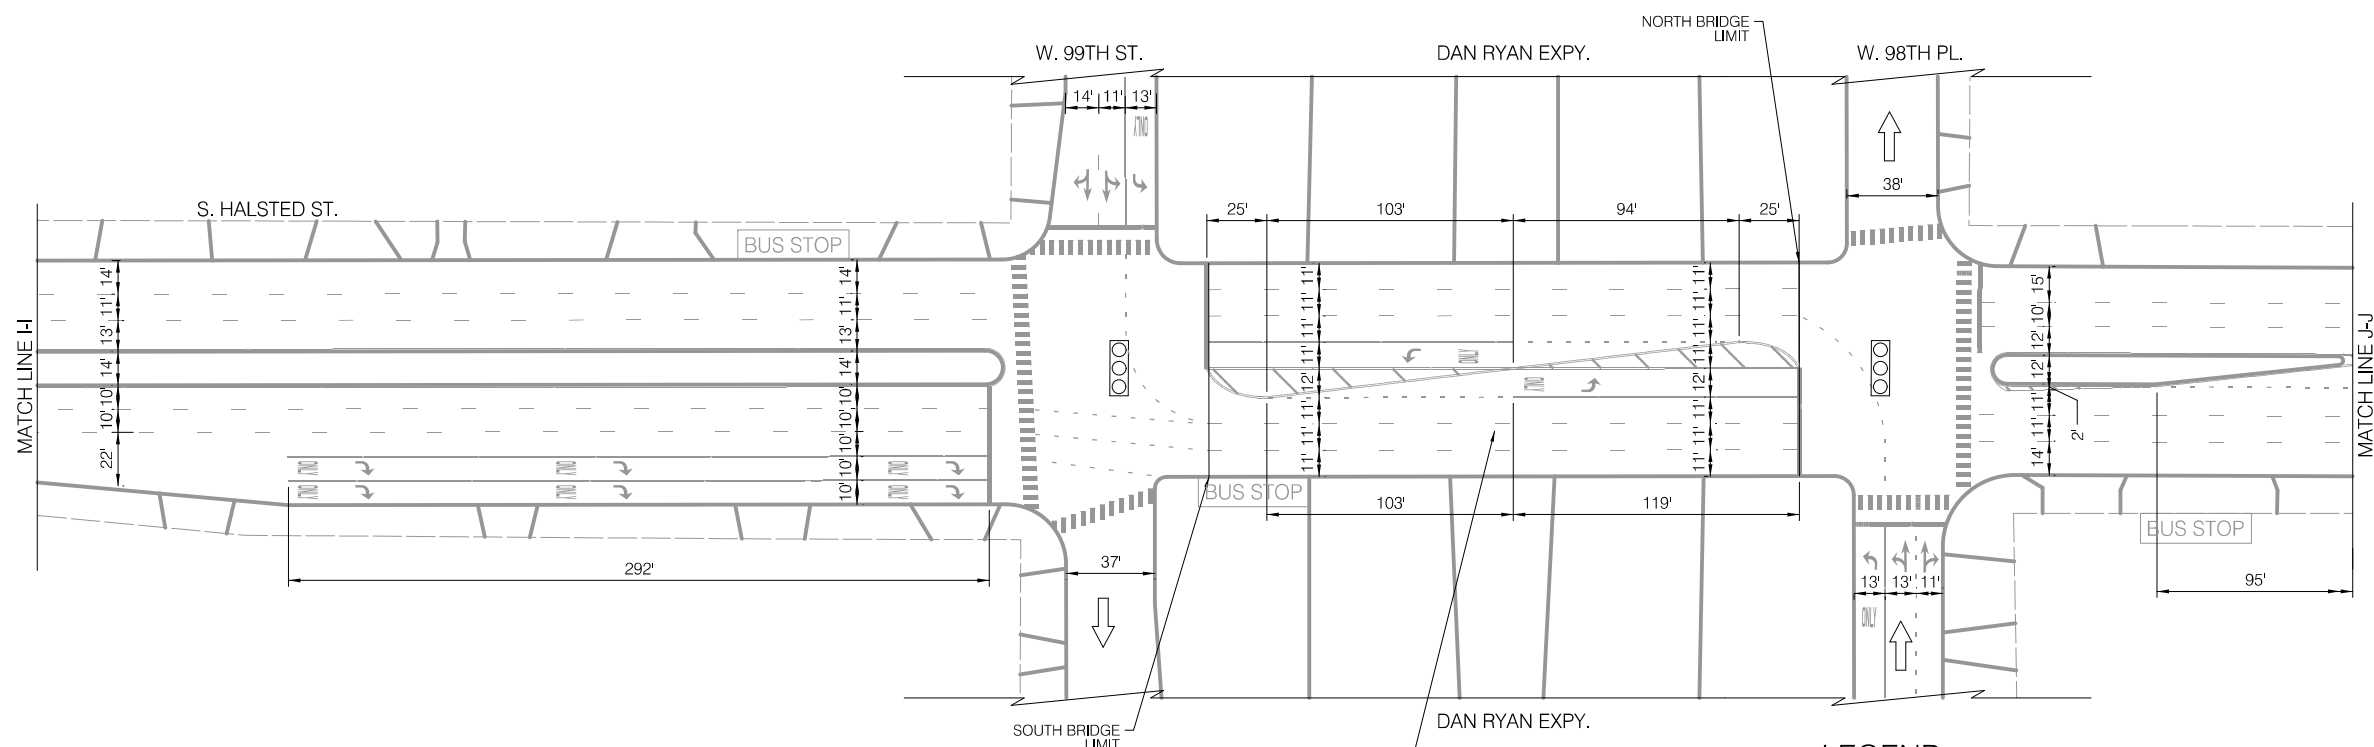 NORTH BRIDGE
LIMIT
W. 99TH ST.
DAN RYAN EXPY.
W. 98TH PL.
14' 11' 13'
ONLY
38'
S. HALSTED ST.
25' 103' 94' 25'
BUS STOP
MATCH LINE I-I
14'
11'
13'
14'
10'
10'
22'
14'
11'
13'
14'
10'
10'
10'
10'
10'
ONLY ONLY ONLY
ONLY ONLY ONLY
11'
11'
11'
11'
12'
11'
11'
11'
ONLY
ONLY
11'
11'
11'
11'
12'
11'
11'
11'
15'
10'
12'
12'
11'
11'
14'
2'
MATCH LINE J-J
BUS STOP
103' 119'
BUS STOP
292'
37'
13' 13' 11'
ONLY
95'
SOUTH BRIDGE
LIMIT
DAN RYAN EXPY.
LEGEND